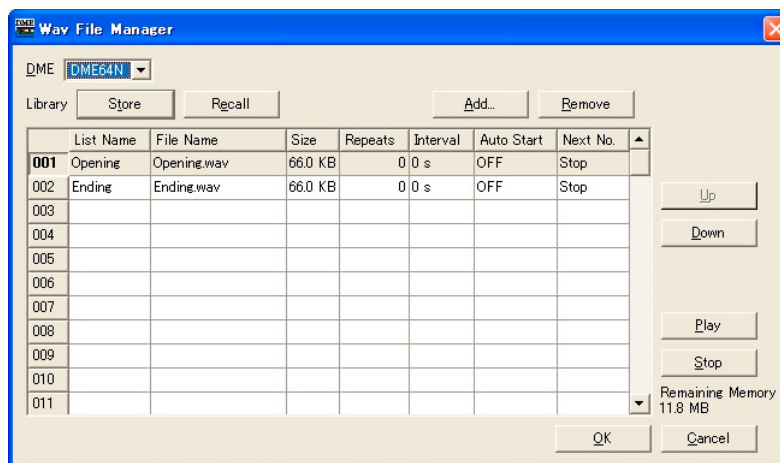 DME Wav File Manager
DME DME64N
Library Store Recall Add... Remove
List Name File Name Size Repeats Interval Auto Start Next No.
001 Opening Opening.wav 66.0 KB 0 0 s OFF Stop
002 Ending Ending.wav 66.0 KB 0 0 s OFF Stop
003
004
005
006
007
008
009
010
011
Up
Down
Play
Stop
Remaining Memory
11.8 MB
OK Cancel